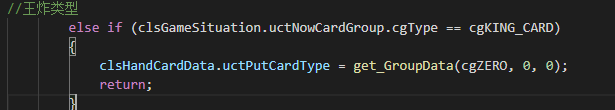 //王炸类型
else if (clsGameSituation.uctNowCardGroup.cgType == cgKING_CARD)
{
clsHandCardData.uctPutCardType = get_GroupData(cgZERO, 0, 0);
return;
}